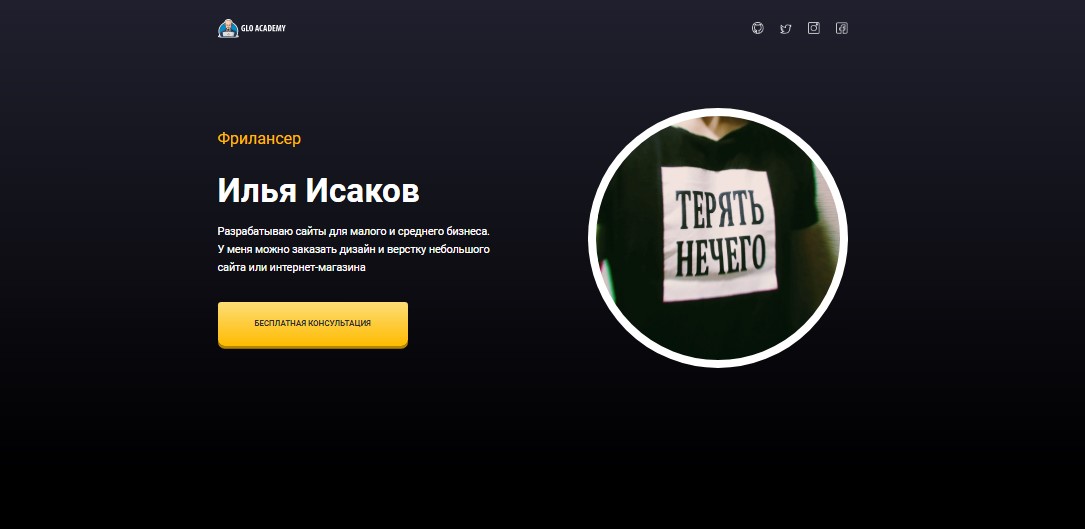 GLO ACADEMY
Фрилансер
Илья Исаков
Разрабатываю сайты для малого и среднего бизнеса.
У меня можно заказать дизайн и верстку небольшого
сайта или интернет-магазина
БЕСПЛАТНАЯ КОНСУЛЬТАЦИЯ
ТЕРЯТЬ
НЕЧЕГО